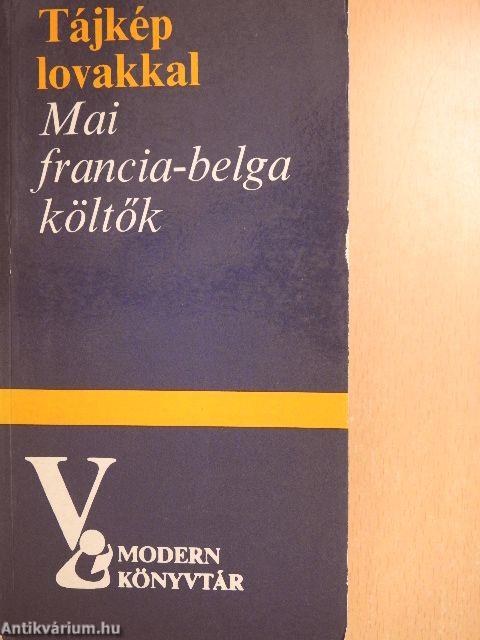 Tájkép
lovakkal
Mai
francia-belga
költők
MODERN
KÖNYVTÁR
Antikvárium.hu